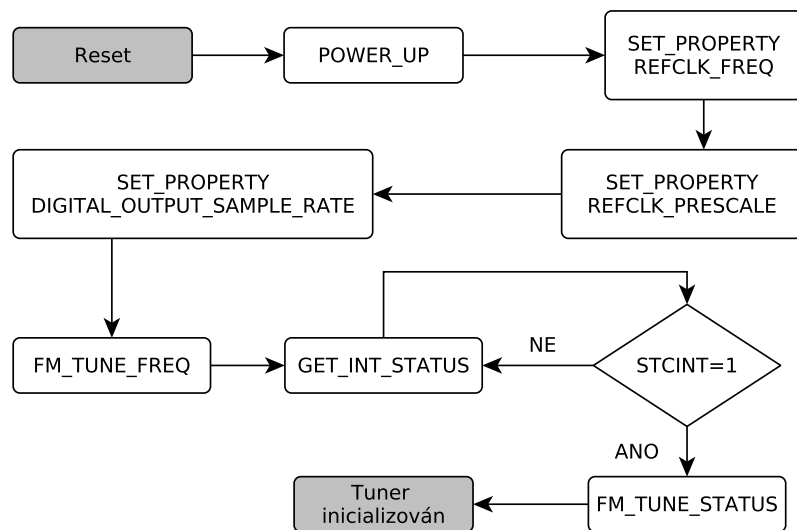 Reset
POWER_UP
SET_PROPERTY
REFCLK_FREQ
SET_PROPERTY
DIGITAL_OUTPUT_SAMPLE_RATE
SET_PROPERTY
REFCLK_PRESCALE
FM_TUNE_FREQ
GET_INT_STATUS
NE
STCINT=1
ANO
Tuner
inicializován
FM_TUNE_STATUS